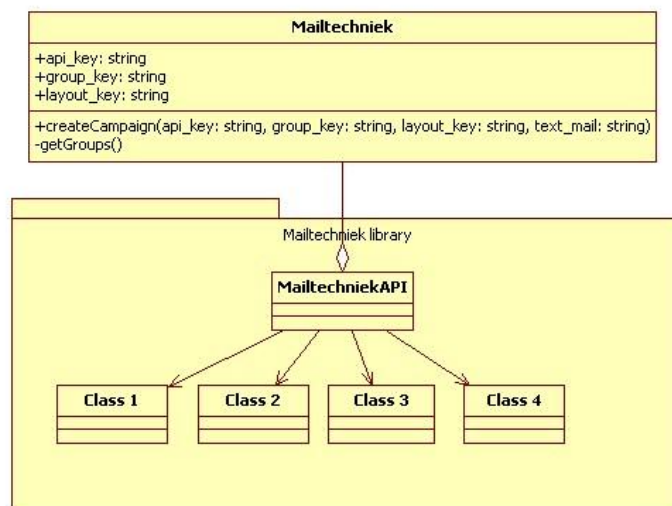 Mailtechniek
+api_key: string
+group_key: string
+layout_key: string
+createCampaign(api_key: string, group_key: string, layout_key: string, text_mail: string)
-getGroups()
Mailtechniek library
MailtechniekAPI
Class 1
Class 2
Class 3
Class 4